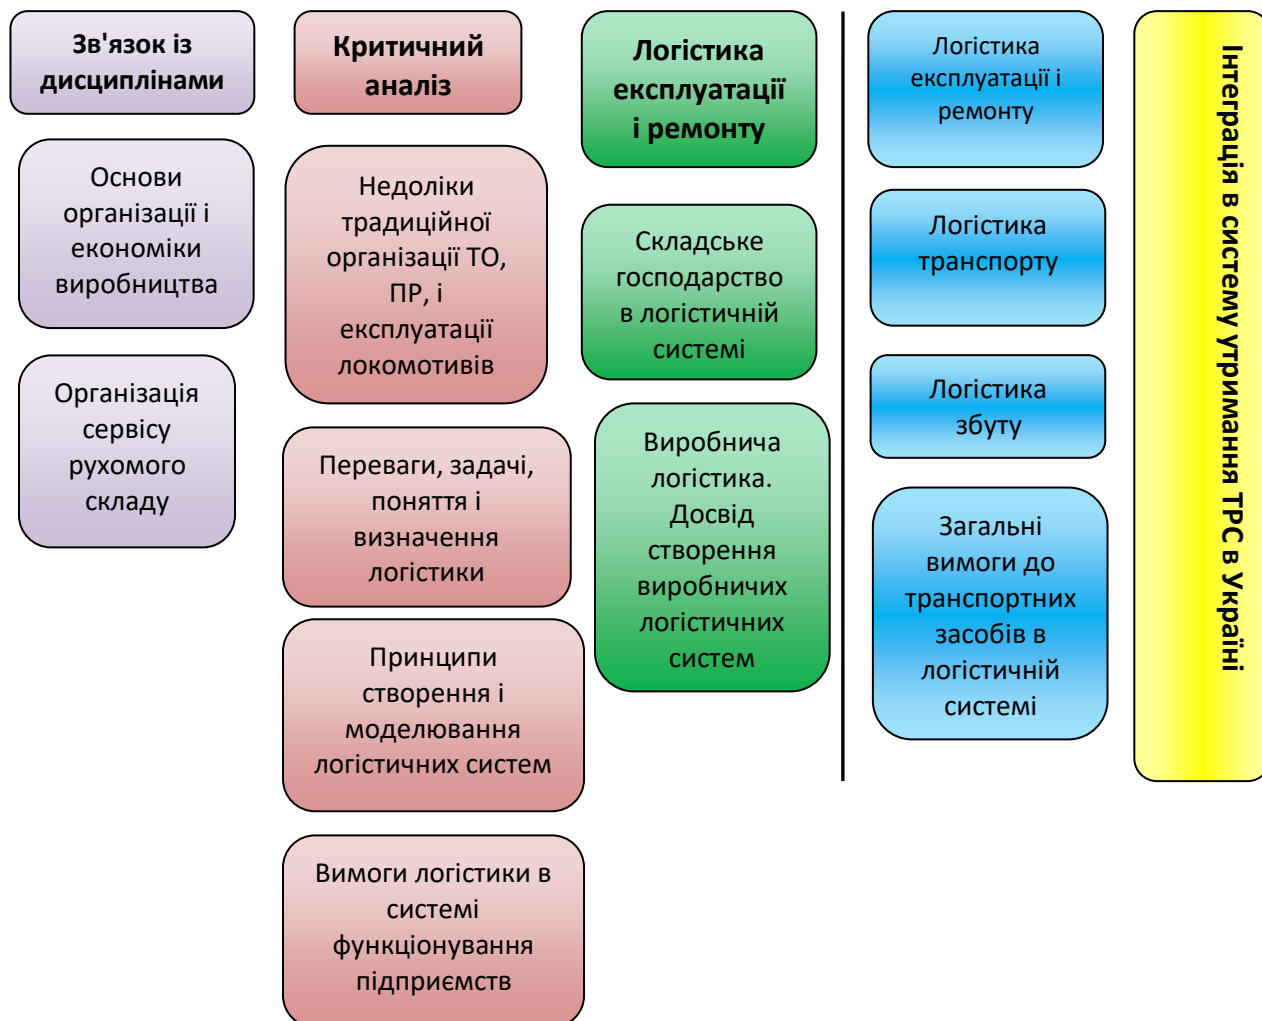 Зв'язок із
дисциплінами
Основи
організації і
економіки
виробництва
Організація
сервісу
рухомого
складу
Критичний
аналіз
Недоліки
традиційної
організації ТО,
ПР, і
експлуатації
локомотивів
Переваги, задачі,
поняття і
визначення
логістики
Принципи
створення і
моделювання
логістичних систем
Вимоги логістики в
системі
функціонування
підприємств
Логістика
експлуатації
і ремонту
Складське
господарство
в логістичній
системі
Виробнича
логістика.
Досвід
створення
виробничих
логістичних
систем
Логістика
експлуатації і
ремонту
Логістика
транспорту
Логістика
збуту
Загальні
вимоги до
транспортних
засобів в
логістичній
системі
Інтеграція в систему утримання ТРС в Україні